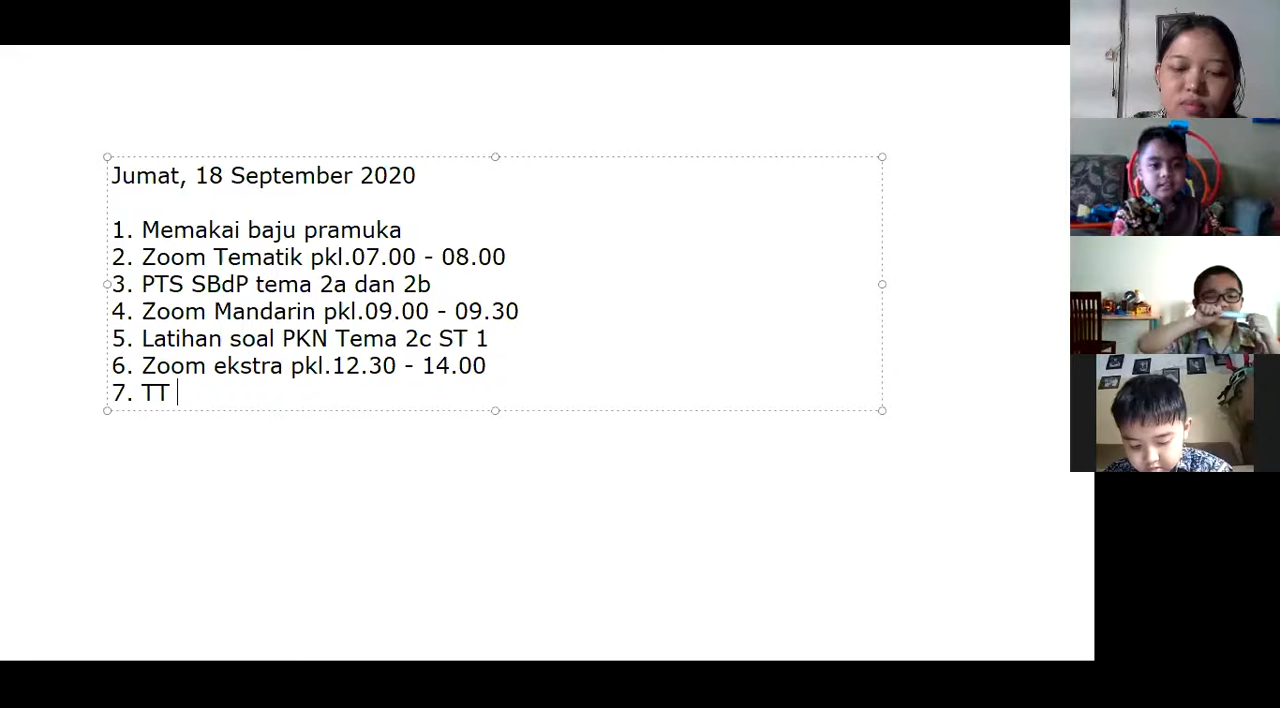 Jumat, 18 September 2020
1. Memakai baju pramuka
2. Zoom Tematik pkl.07.00 - 08.00
3. PTS SBdP tema 2a dan 2b
4. Zoom Mandarin pkl.09.00 - 09.30
5. Latihan soal PKN Tema 2c ST 1
6. Zoom ekstra pkl.12.30 - 14.00
7. TT